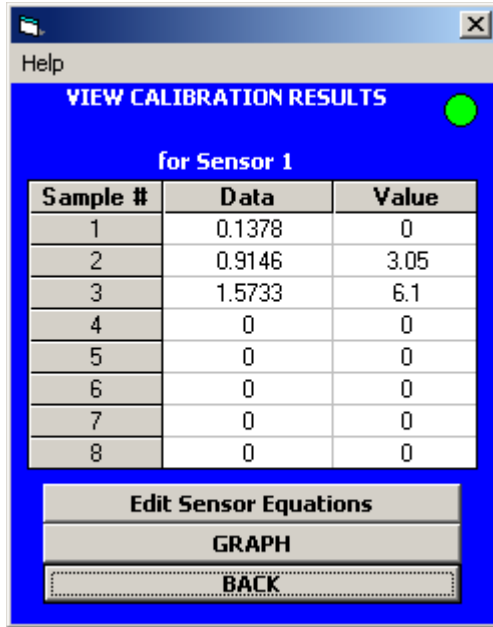 Help
VIEW CALIBRATION RESULTS
for Sensor 1
Sample # Data Value
1 0.1378 0
2 0.9146 3.05
3 1.5733 6.1
4 0 0
5 0 0
6 0 0
7 0 0
8 0 0
Edit Sensor Equations
GRAPH
BACK